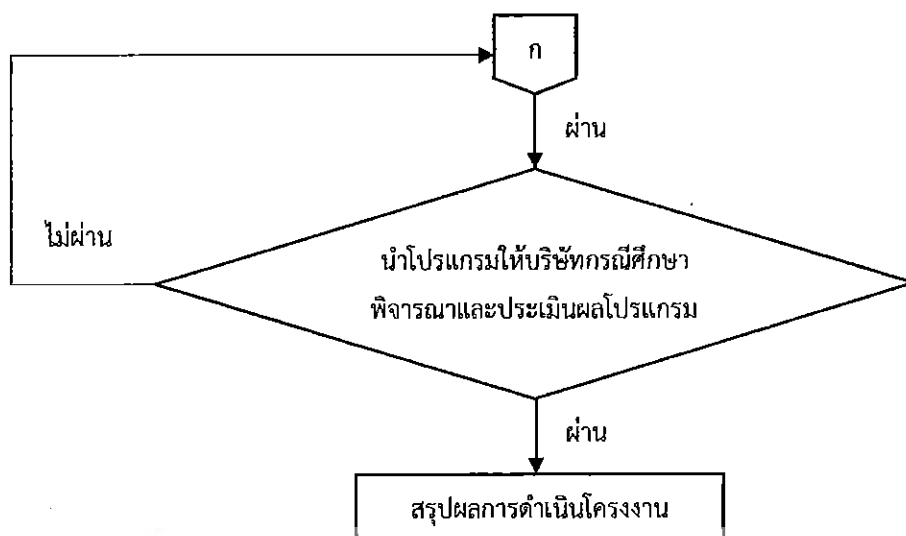 ก
ผ่าน
ไม่ผ่าน
นำโปรแกรมให้บริษัทกรณีศึกษา
พิจารณาและประเมินผลโปรแกรม
ผ่าน
สรุปผลการดำเนินโครงงาน